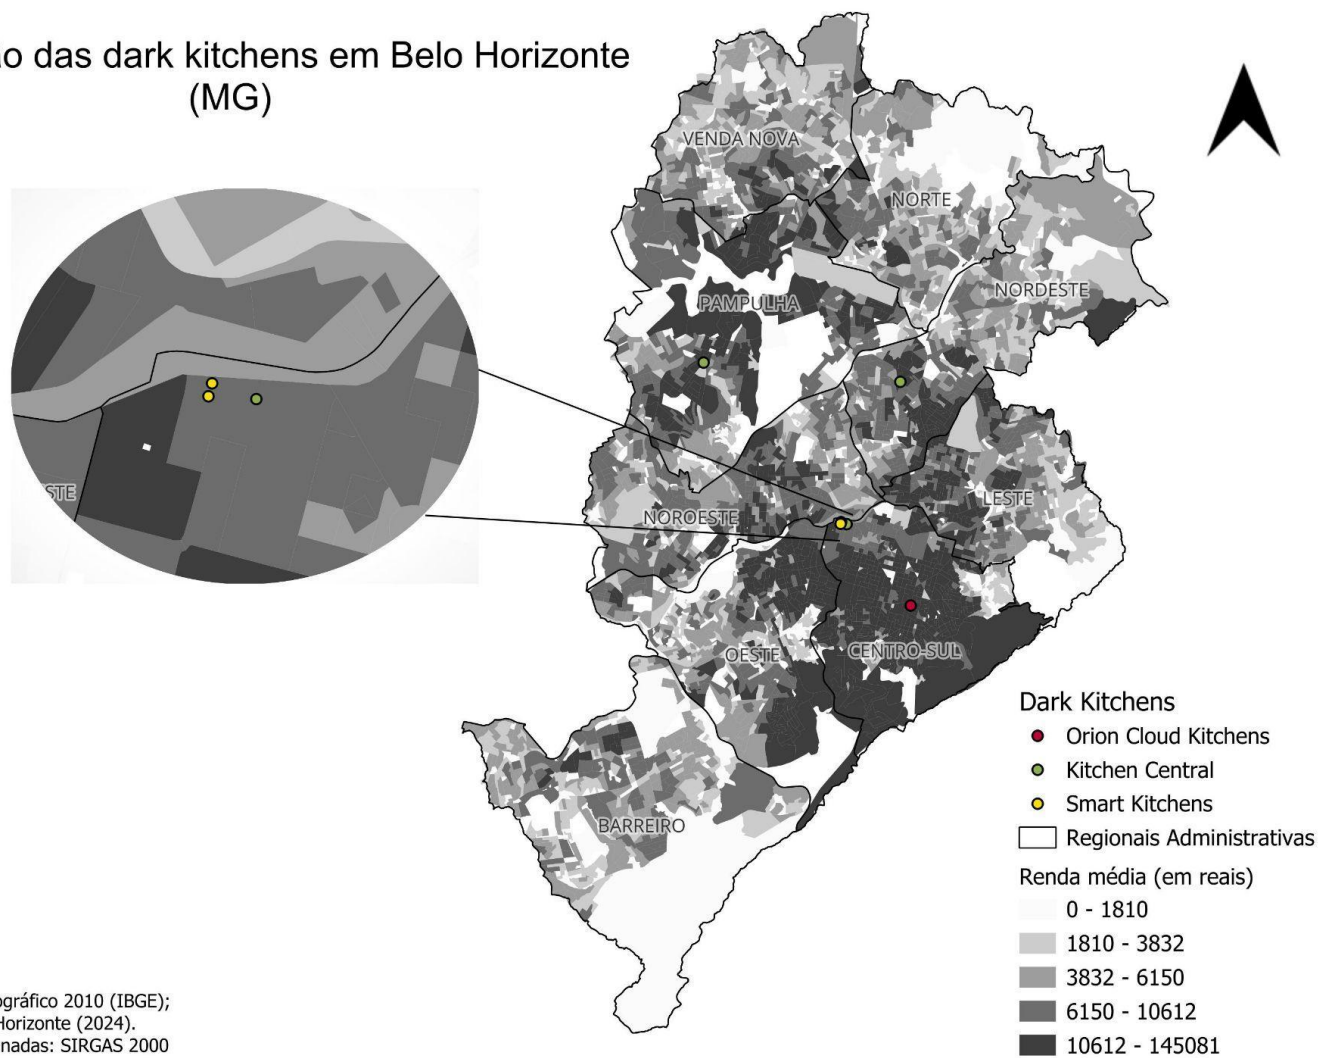 o das dark kitchens em Belo Horizonte
(MG)
VENDA NOVA
NORTE
NORDESTE
PAMPULHA
STE
NOROESTE
LESTE
OESTE
CENTRO-SUL
BARREIRO
Dark Kitchens
Orion Cloud Kitchens
Kitchen Central
Smart Kitchens
Regionais Administrativas
Renda média (em reais)
0 - 1810
1810 - 3832
3832 - 6150
6150 - 10612
10612 - 145081
ográfico 2010 (IBGE);
Horizonte (2024).
nadas: SIRGAS 2000